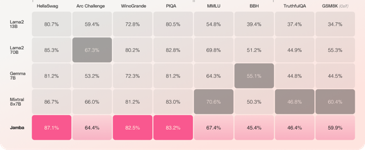 HellaSwag Arc Challenge WinoGrande PIQA MMLU BBH TruthfulQA GSM8K
Llama2 13B 80.7% 59.4% 72.8% 80.5% 54.8% 39.4% 37.4% 34.7%
Llama2 70B 85.3% 67.3% 80.2% 82.8% 69.8% 51.2% 44.9% 55.3%
Gemma 7B 81.2% 53.2% 72.3% 81.2% 64.3% 55.1% 44.8% 44.5%
Mixtral 8x7B 86.7% 66.0% 81.2% 83.0% 70.6% 50.3% 46.8% 60.4%
Jamba 87.1% 64.4% 82.5% 83.2% 67.4% 45.4% 46.4% 59.9%